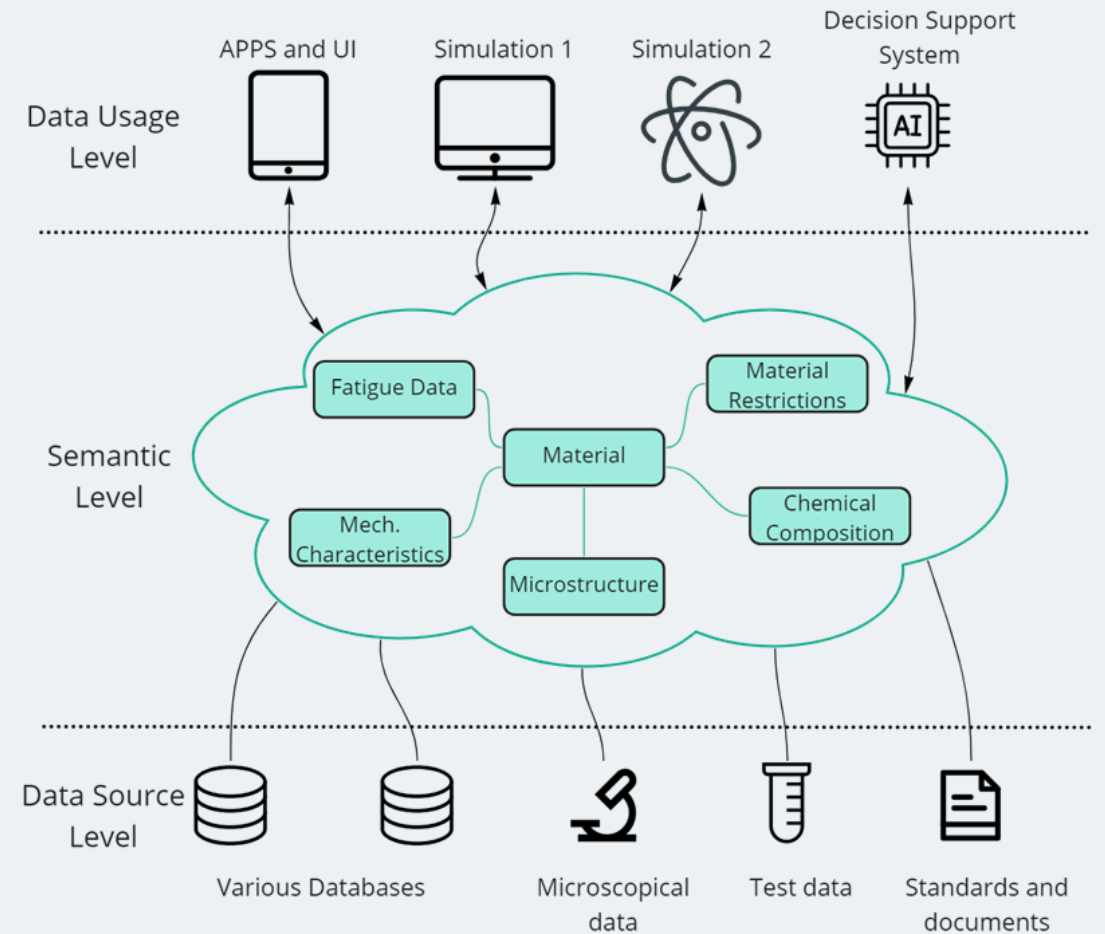 APPS and UI
Simulation 1
Simulation 2
Decision Support
System
Data Usage
Level
AI
Fatigue Data
Material
Restrictions
Material
Semantic
Level
Mech.
Characteristics
Chemical
Composition
Microstructure
Data Source
Level
Various Databases
Microscopical
data
Test data
Standards and
documents